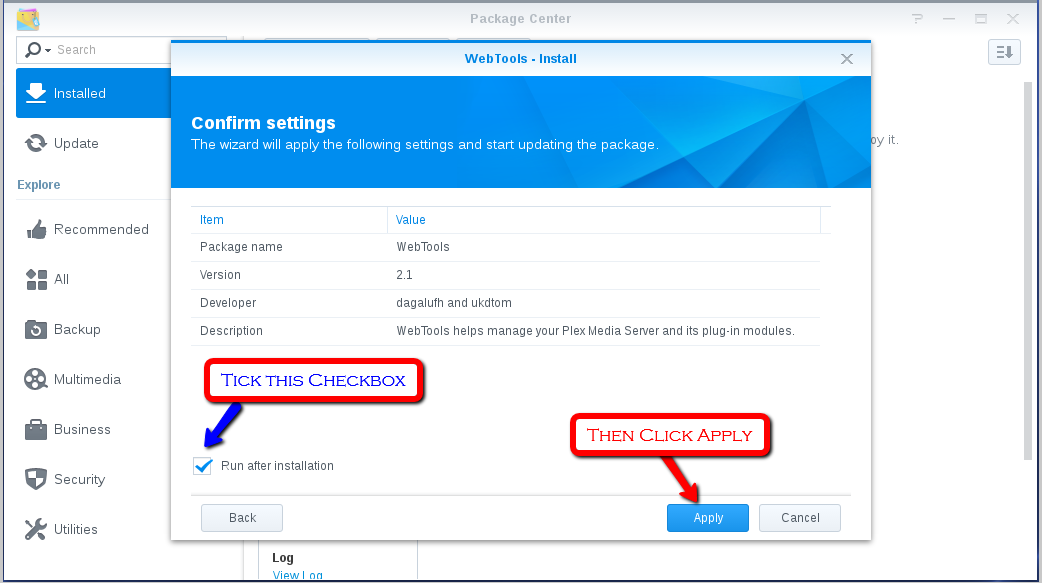 Package Center
Search
Installed
Update
Explore
Recommended
All
Backup
Multimedia
Business
Security
Utilities
WebTools - Install
Confirm settings
The wizard will apply the following settings and start updating the package.
Item Value
Package name WebTools
Version 2.1
Developer dagalufh and ukdtom
Description WebTools helps manage your Plex Media Server and its plug-in modules.
Tick this Checkbox
Then Click Apply
Run after installation
Back Apply Cancel
it.
Log
View Log